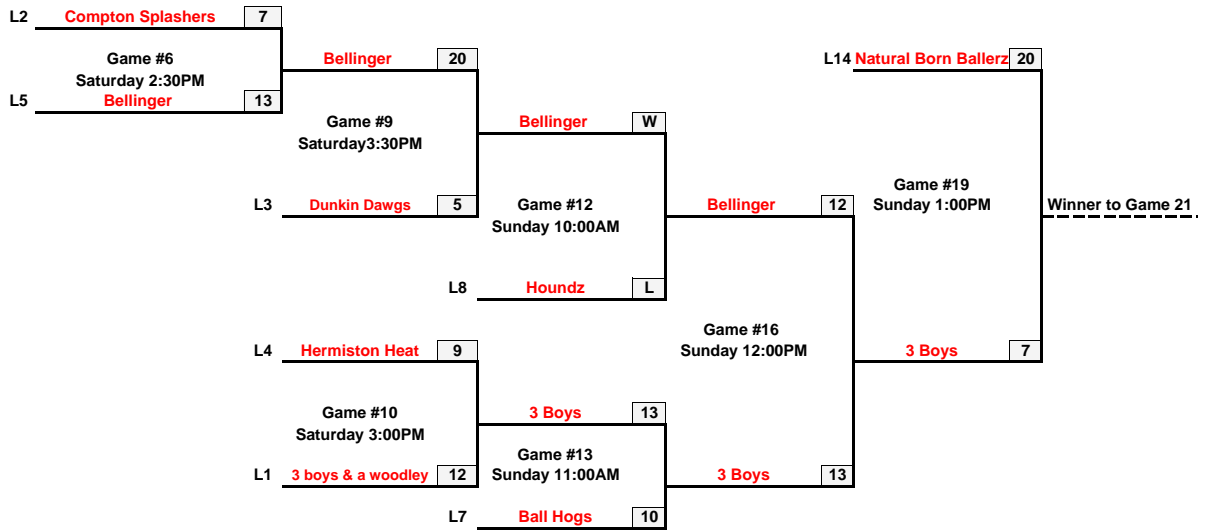 L2 Compton Splashers 7
Game #6
Saturday 2:30PM
L5 Bellinger 13
Bellinger 20
Game #9
Saturday3:30PM
L3 Dunkin Dawgs 5
Bellinger W
Game #12
Sunday 10:00AM
L8 Houndz L
L4 Hermiston Heat 9
Game #10
Saturday 3:00PM
L1 3 boys & a woodley 12
3 Boys 13
Game #13
Sunday 11:00AM
L7 Ball Hogs 10
Bellinger 12
Game #16
Sunday 12:00PM
3 Boys 13
L14 Natural Born Ballerz 20
Game #19
Sunday 1:00PM
3 Boys 7
Winner to Game 21